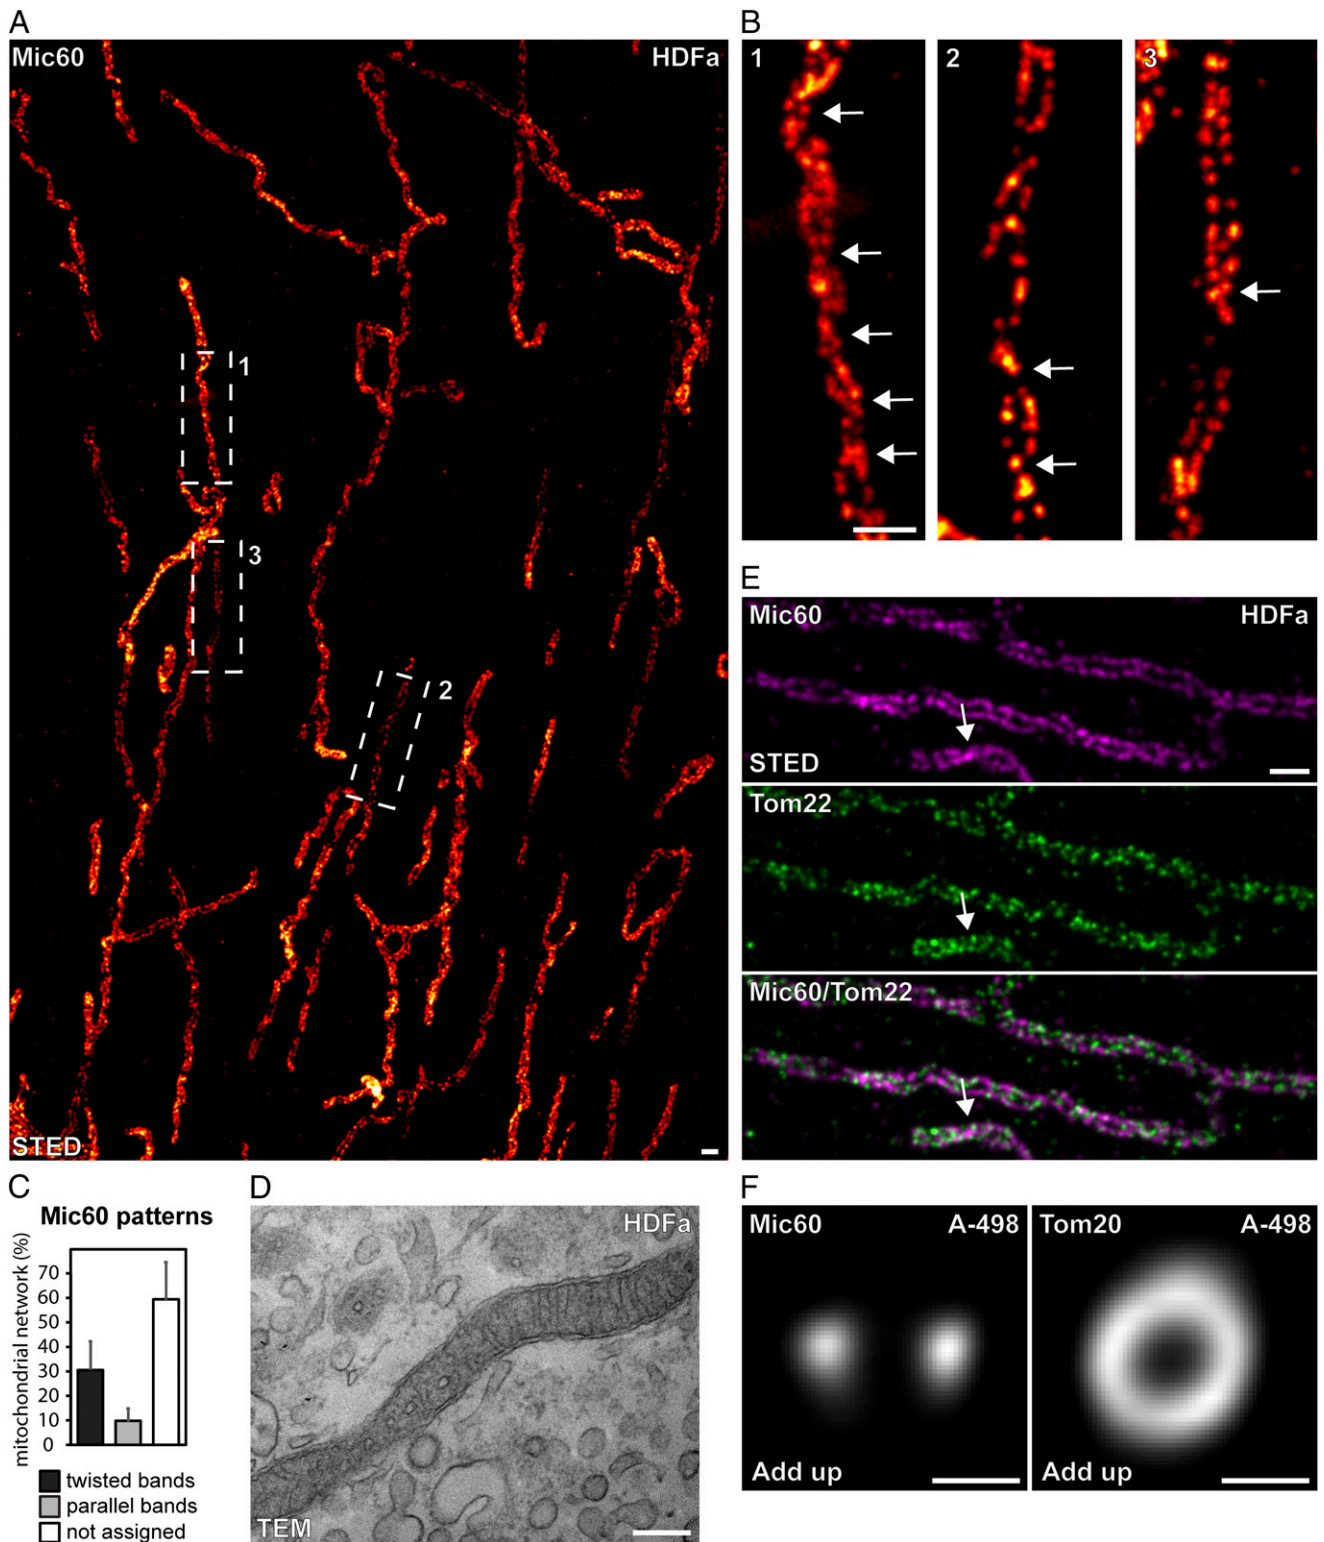 A
Mic60 HDFa
1
3
2
STED
B
1 2 3
E
Mic60 HDFa
STED
Tom22
Mic60/Tom22
C
Mic60 patterns
mitochondrial network (%)
70
60
50
40
30
20
10
0
twisted bands
parallel bands
not assigned
D
HDFa
TEM
F
Mic60 A-498
Add up
Tom20 A-498
Add up